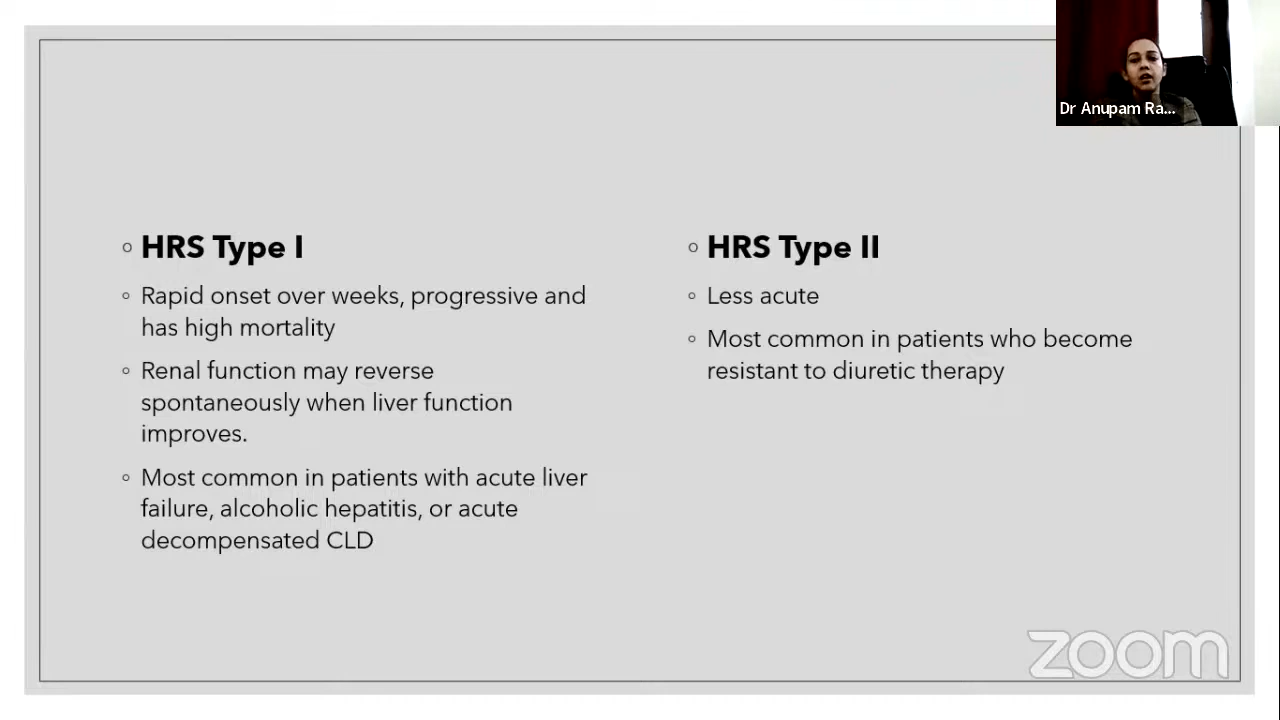 Dr Anupam Ra...
◦ HRS Type I
◦ Rapid onset over weeks, progressive and
has high mortality
◦ Renal function may reverse
spontaneously when liver function
improves.
◦ Most common in patients with acute liver
failure, alcoholic hepatitis, or acute
decompensated CLD
◦ HRS Type II
◦ Less acute
◦ Most common in patients who become
resistant to diuretic therapy
zoom